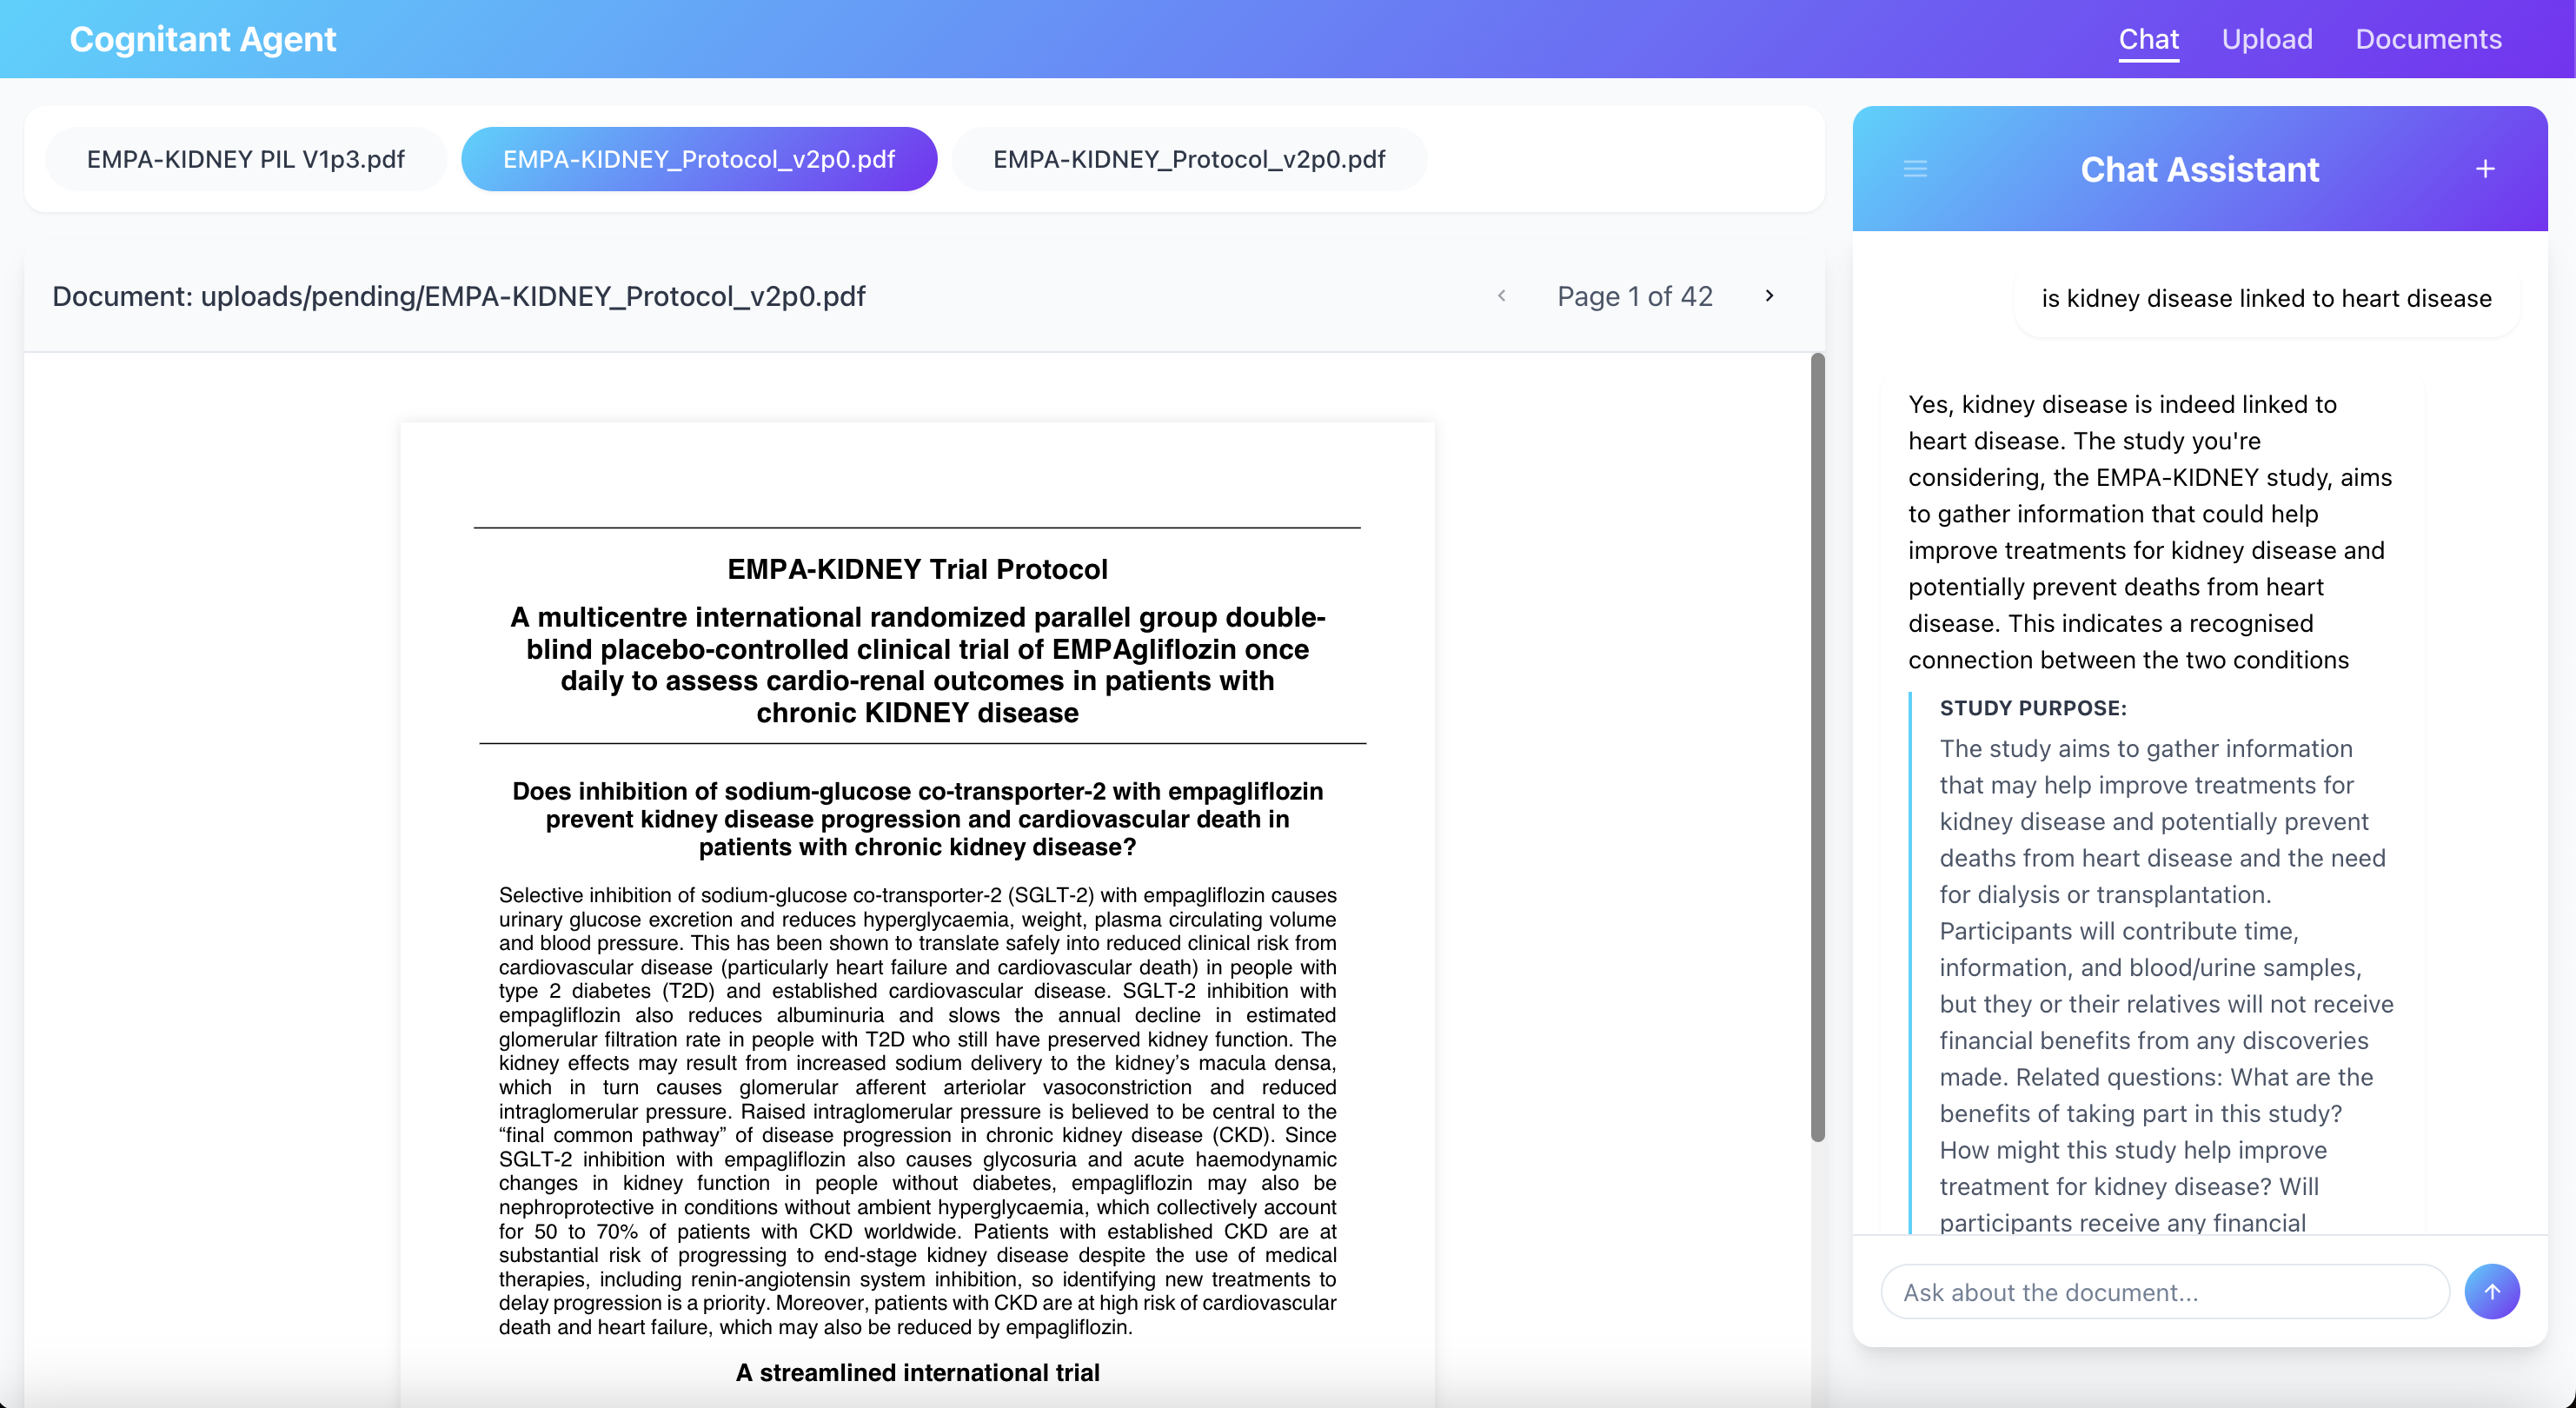 Cognitant Agent
Chat
Upload
Documents
EMPA-KIDNEY PIL V1p3.pdf
EMPA-KIDNEY_Protocol_v2p0.pdf
EMPA-KIDNEY_Protocol_v2p0.pdf
Document: uploads/pending/EMPA-KIDNEY_Protocol_v2p0.pdf
Page 1 of 42
EMPA-KIDNEY Trial Protocol
A multicentre international randomized parallel group double-
blind placebo-controlled clinical trial of EMPAgliflozin once
daily to assess cardio-renal outcomes in patients with
chronic KIDNEY disease
Does inhibition of sodium-glucose co-transporter-2 with empagliflozin
prevent kidney disease progression and cardiovascular death in
patients with chronic kidney disease?
Selective inhibition of sodium-glucose co-transporter-2 (SGLT-2) with empagliflozin causes
urinary glucose excretion and reduces hyperglycaemia, weight, plasma circulating volume
and blood pressure. This has been shown to translate safely into reduced clinical risk from
cardiovascular disease (particularly heart failure and cardiovascular death) in people with
type 2 diabetes (T2D) and established cardiovascular disease. SGLT-2 inhibition with
empagliflozin also reduces albuminuria and slows the annual decline in estimated
glomerular filtration rate in people with T2D who still have preserved kidney function. The
kidney effects may result from increased sodium delivery to the kidney’s macula densa,
which in turn causes glomerular afferent arteriolar vasoconstriction and reduced
intraglomerular pressure. Raised intraglomerular pressure is believed to be central to the
“final common pathway” of disease progression in chronic kidney disease (CKD). Since
SGLT-2 inhibition with empagliflozin also causes glycosuria and acute haemodynamic
changes in kidney function in people without diabetes, empagliflozin may also be
nephroprotective in conditions without ambient hyperglycaemia, which collectively account
for 50 to 70% of patients with CKD worldwide. Patients with established CKD are at
substantial risk of progressing to end-stage kidney disease despite the use of medical
therapies, including renin-angiotensin system inhibition, so identifying new treatments to
delay progression is a priority. Moreover, patients with CKD are at high risk of cardiovascular
death and heart failure, which may also be reduced by empagliflozin.
A streamlined international trial
Chat Assistant
is kidney disease linked to heart disease
Yes, kidney disease is indeed linked to
heart disease. The study you're
considering, the EMPA-KIDNEY study, aims
to gather information that could help
improve treatments for kidney disease and
potentially prevent deaths from heart
disease. This indicates a recognised
connection between the two conditions
STUDY PURPOSE:
The study aims to gather information
that may help improve treatments for
kidney disease and potentially prevent
deaths from heart disease and the need
for dialysis or transplantation.
Participants will contribute time,
information, and blood/urine samples,
but they or their relatives will not receive
financial benefits from any discoveries
made. Related questions: What are the
benefits of taking part in this study?
How might this study help improve
treatment for kidney disease? Will
participants receive any financial
Ask about the document...